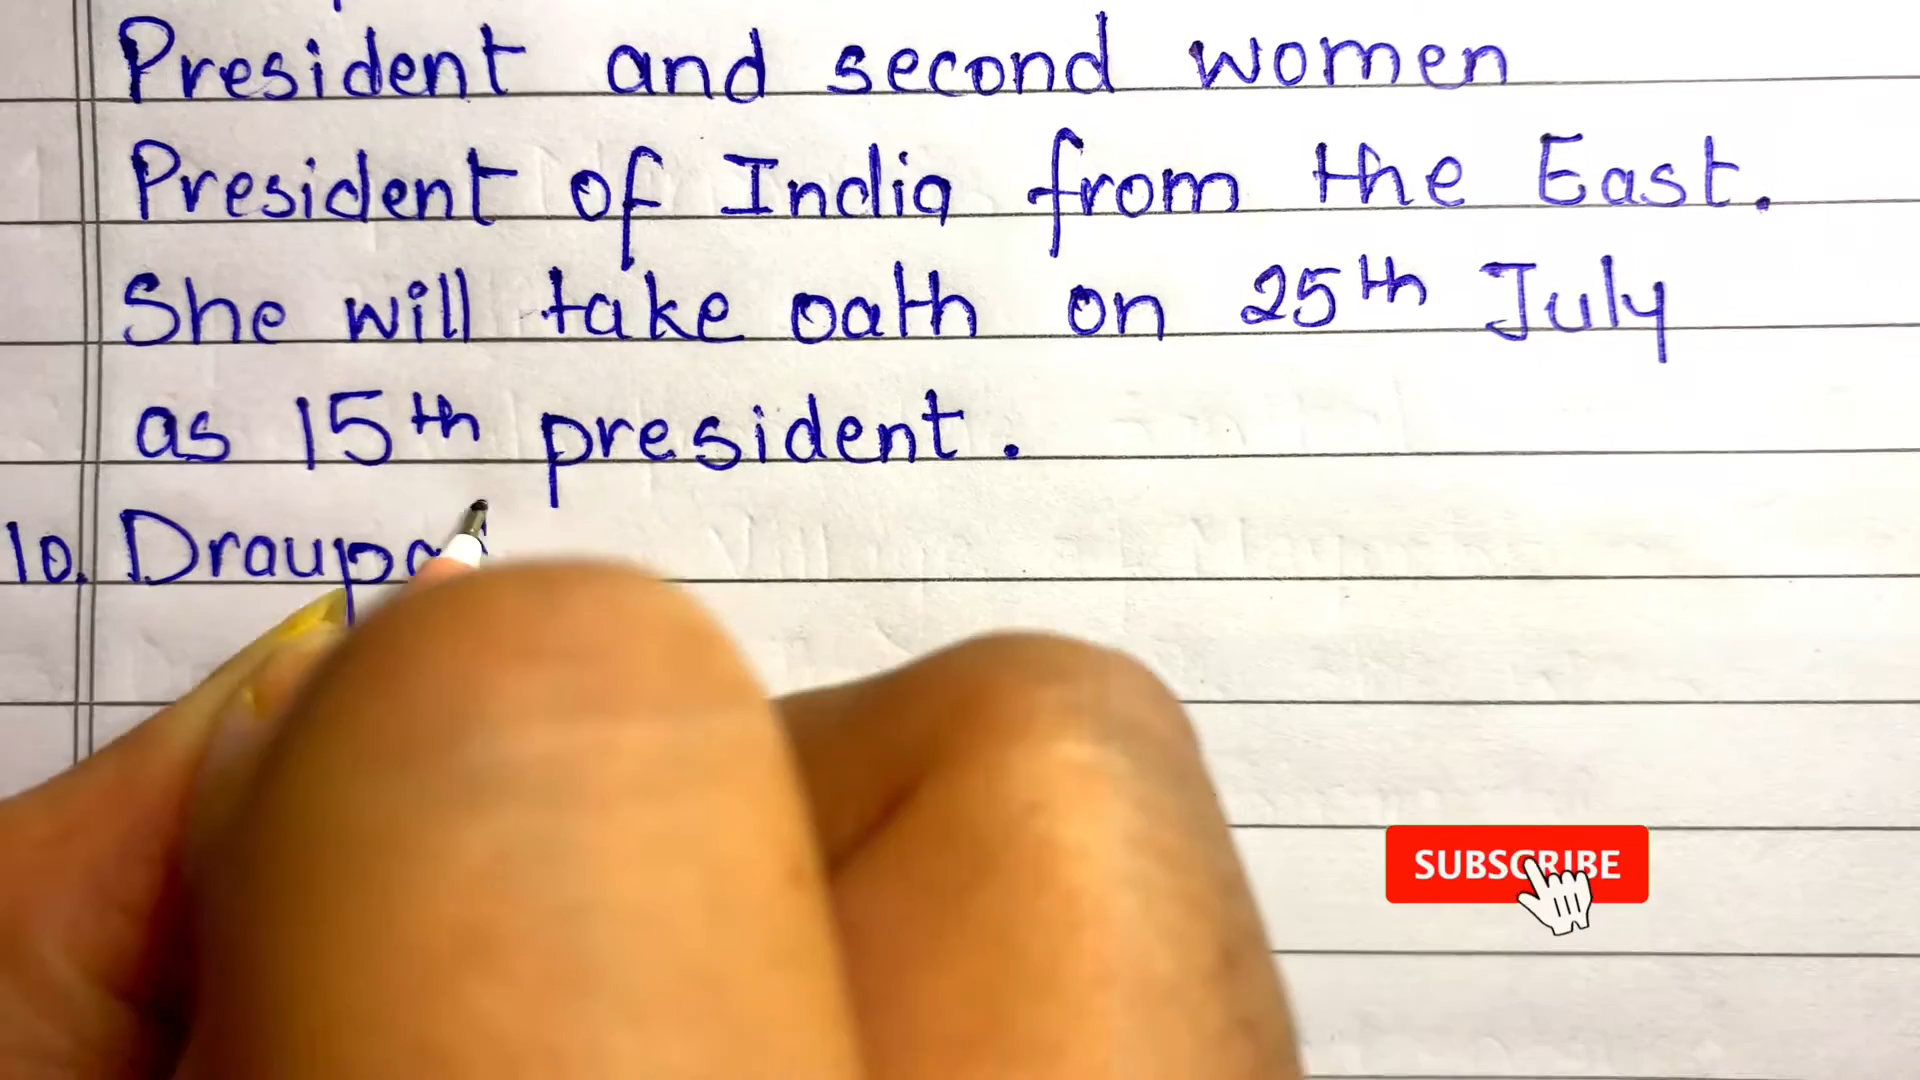 President and second women
President of India from the East.
She will take oath on 25th July
as 15th president.
10. Draupa
SUBSCRIBE